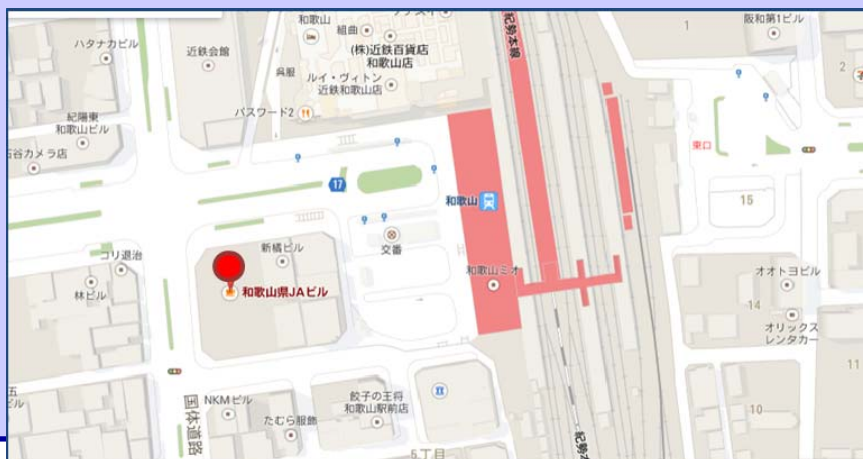 和歌山
組曲
(株)近鉄百貨店
和歌山店
ルイ・ヴィトン
近鉄和歌山店
呉服
パスワード2
ハタナカビル
近鉄会館
紀陽東
和歌山ビル
谷カメラ店
紀勢本線
1
阪和第1ビル
2
東口
15
17
和歌山
交番
新橋ビル
和歌山ミオ
和歌山県JAビル
ゴリ退治
林ビル
オオトヨビル
14
オリックス
レンタカー
11
10
国体道路
NKMビル
たむら服飾
餃子の王将
和歌山駅前店
5丁目
紀勢本